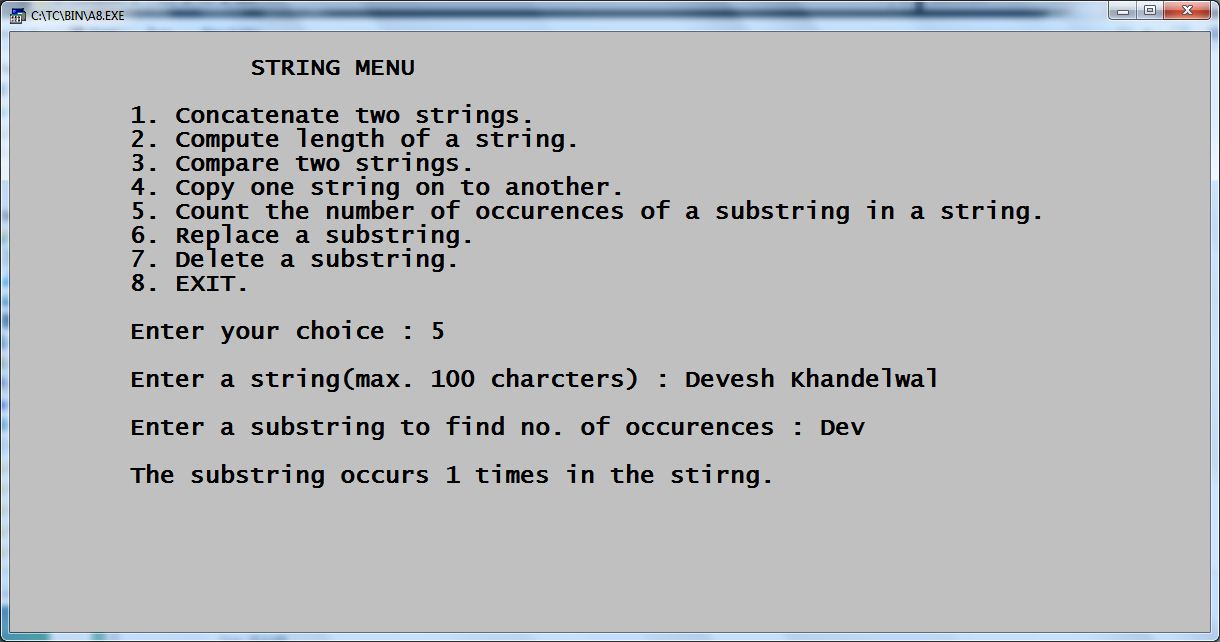 C:\TC\BIN\A8.EXE
STRING MENU
1. Concatenate two strings.
2. Compute length of a string.
3. Compare two strings.
4. Copy one string on to another.
5. Count the number of occurences of a substring in a string.
6. Replace a substring.
7. Delete a substring.
8. EXIT.
Enter your choice : 5
Enter a string(max. 100 charcters) : Devesh Khandelwal
Enter a substring to find no. of occurences : Dev
The substring occurs 1 times in the stirng.